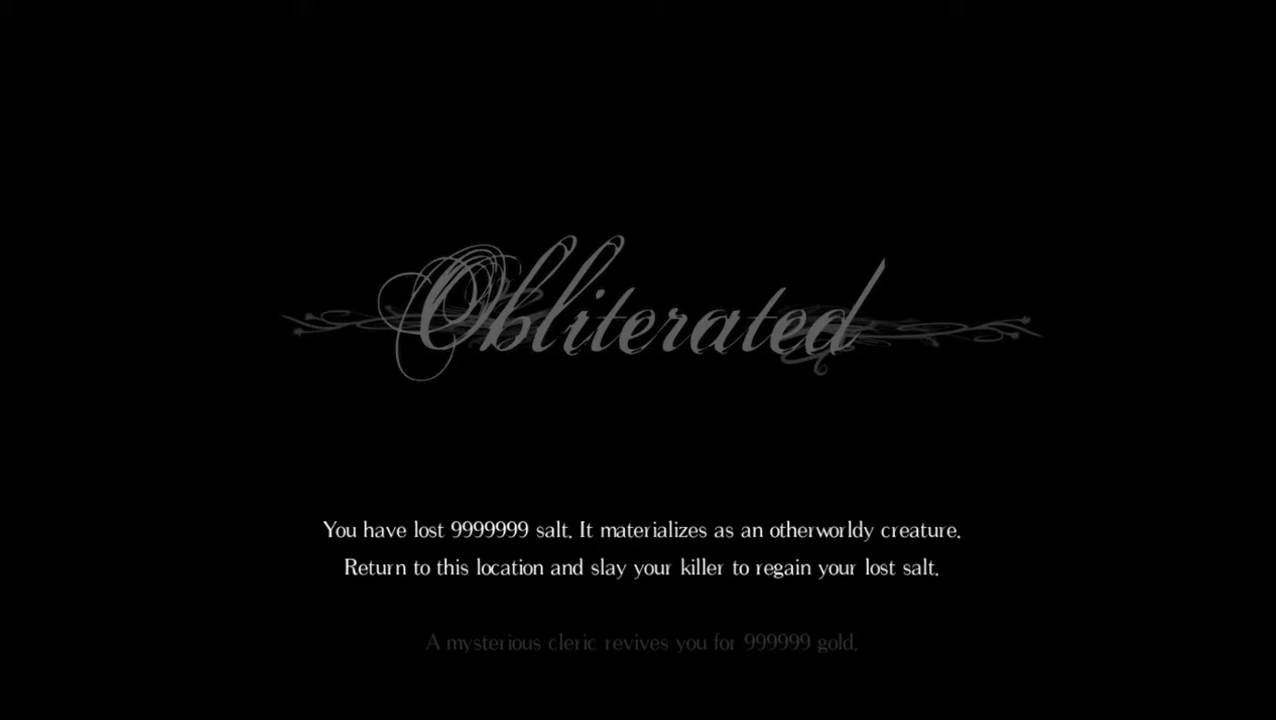 Obliterated
You have lost 9999999 salt. It materializes as an otherworldy creature.
Return to this location and slay your killer to regain your lost salt.
A mysterious cleric revives you for 999999 gold.